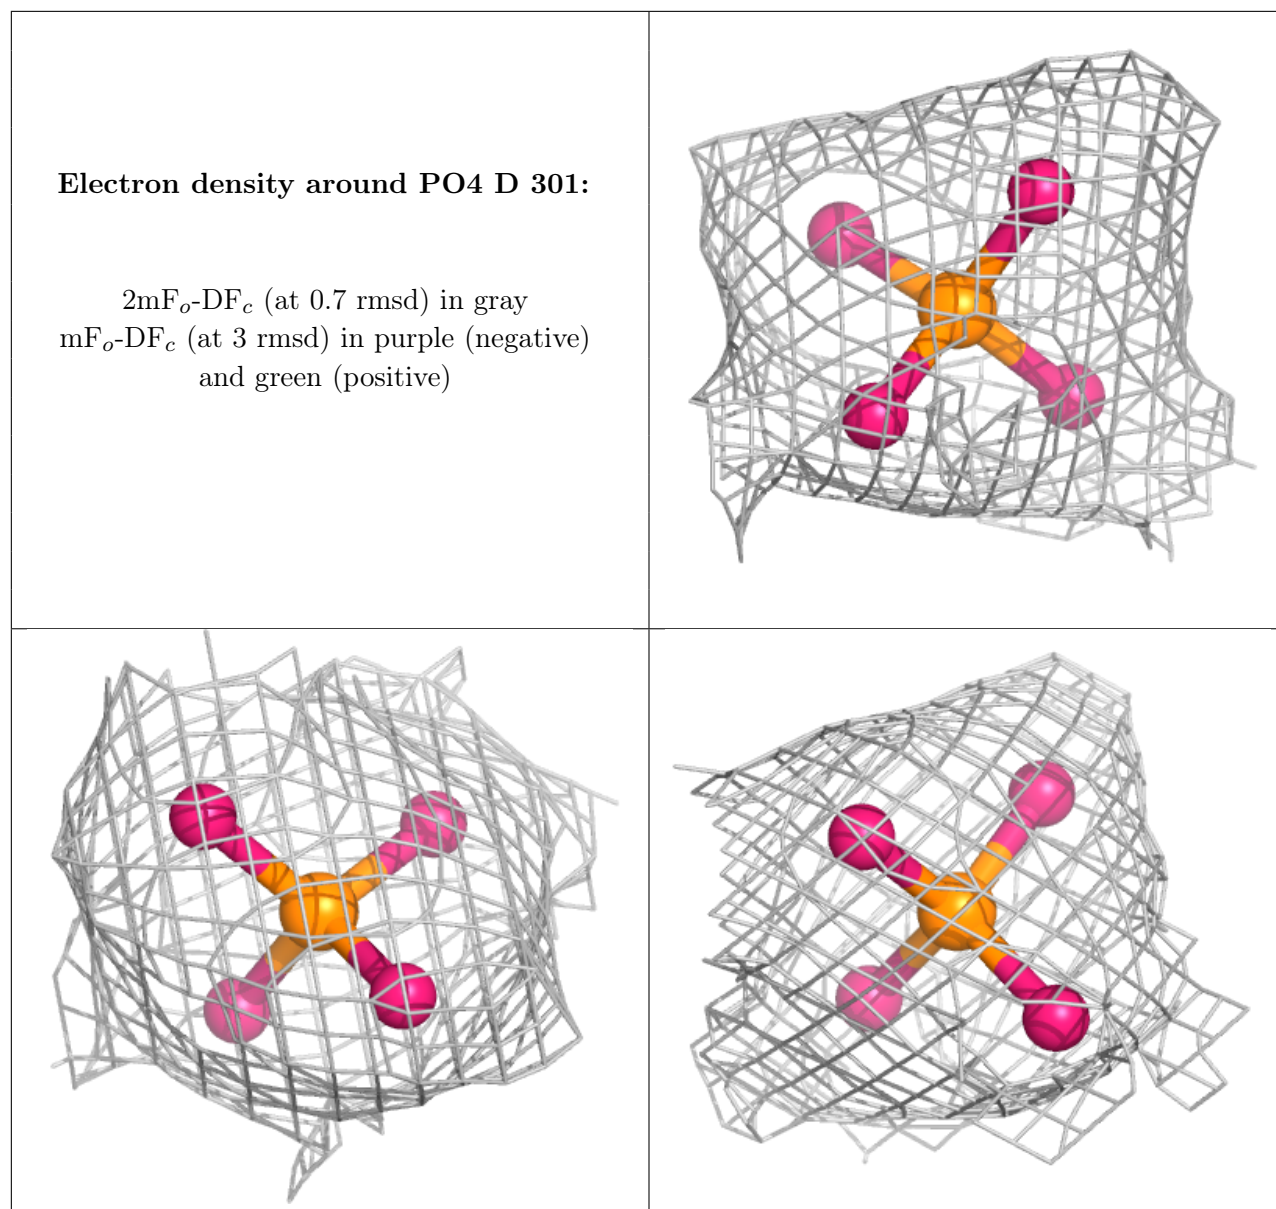 Electron density around PO4 D 301:
2mFo-DFc (at 0.7 rmsd) in gray
mFo-DFc (at 3 rmsd) in purple (negative)
and green (positive)